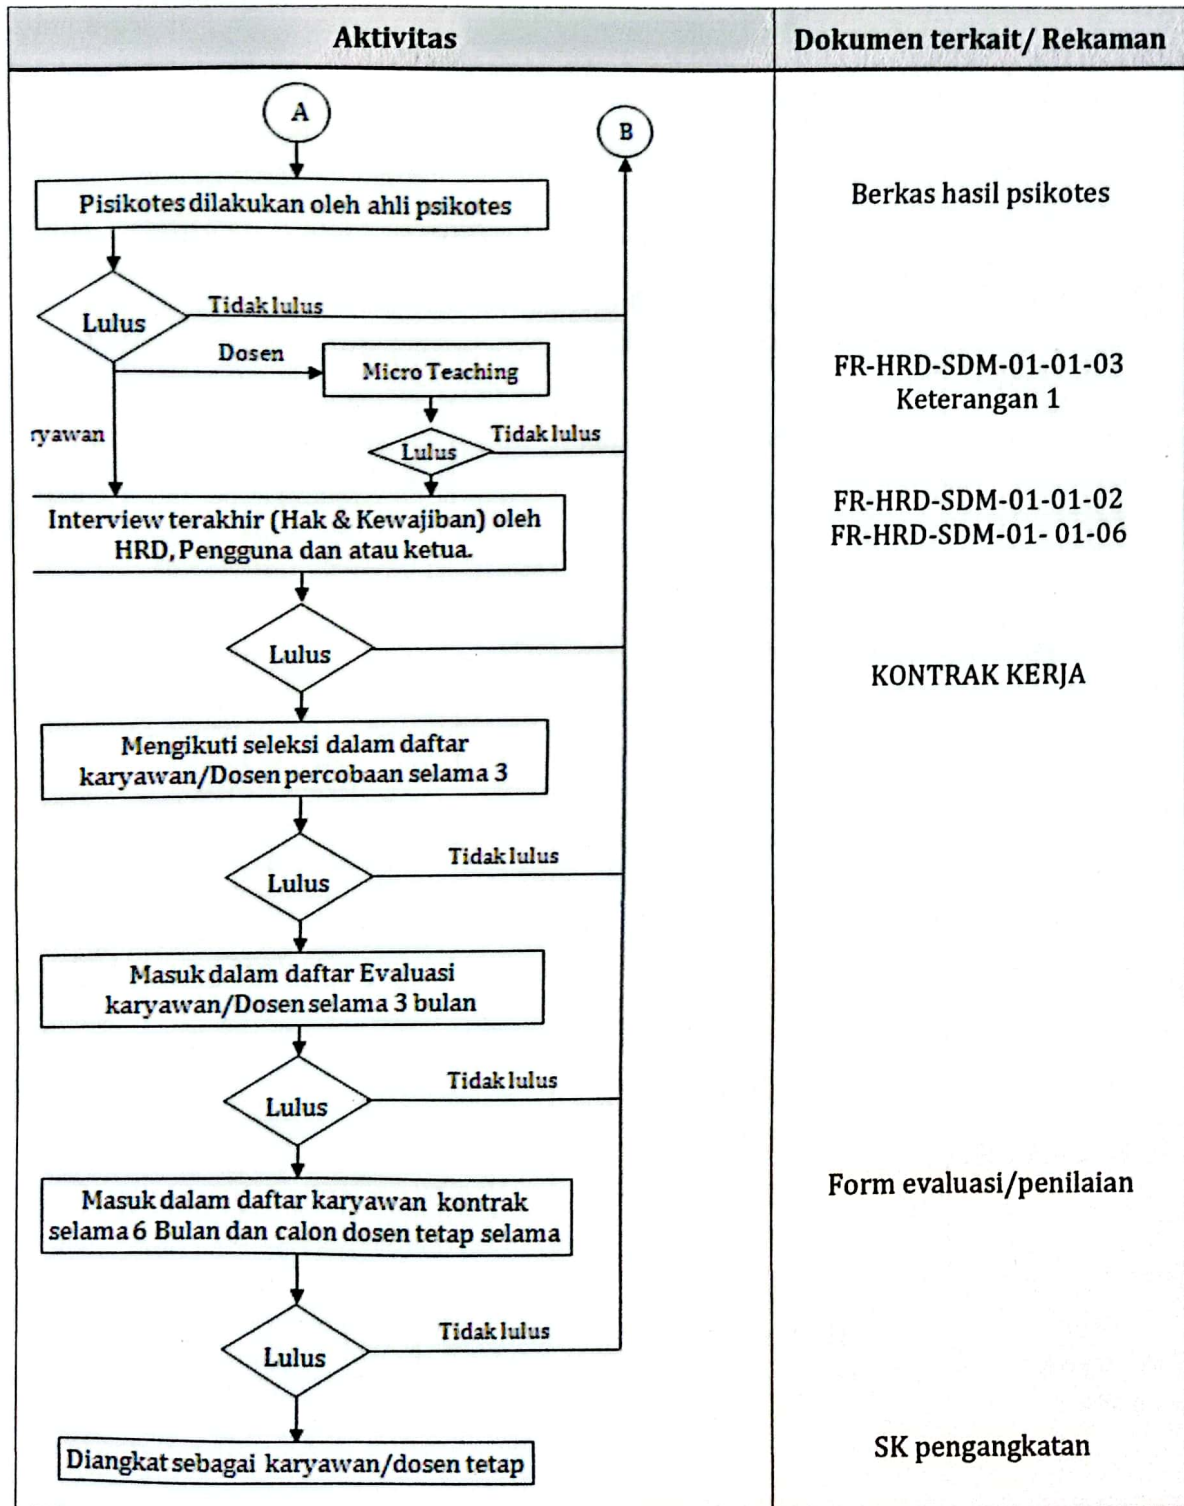 Aktivitas
Dokumen terkait/ Rekaman
A
B
Pisikotes dilakukan oleh ahli psikotes
Berkas hasil psikotes
Lulus
Tidak lulus
Dosen
Micro Teaching
FR-HRD-SDM-01-01-03
Keterangan 1
ryawan
Lulus
Tidak lulus
Interview terakhir (Hak & Kewajiban) oleh
HRD, Pengguna dan atau ketua.
FR-HRD-SDM-01-01-02
FR-HRD-SDM-01- 01-06
Lulus
KONTRAK KERJA
Mengikuti seleksi dalam daftar
karyawan/Dosen percobaan selama 3
Lulus
Tidak lulus
Masuk dalam daftar Evaluasi
karyawan/Dosen selama 3 bulan
Lulus
Tidak lulus
Masuk dalam daftar karyawan kontrak
selama 6 Bulan dan calon dosen tetap selama
Form evaluasi/penilaian
Lulus
Tidak lulus
Diangkat sebagai karyawan/dosen tetap
SK pengangkatan